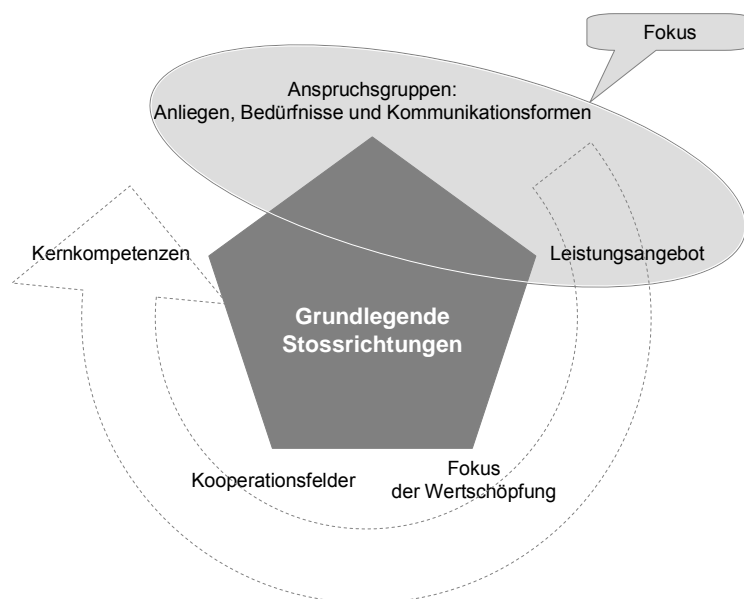 Fokus
Anspruchsgruppen:
Anliegen, Bedürfnisse und Kommunikationsformen
Kernkompetenzen
Leistungsangebot
Grundlegende
Stossrichtungen
Kooperationsfelder
Fokus
der Wertschöpfung